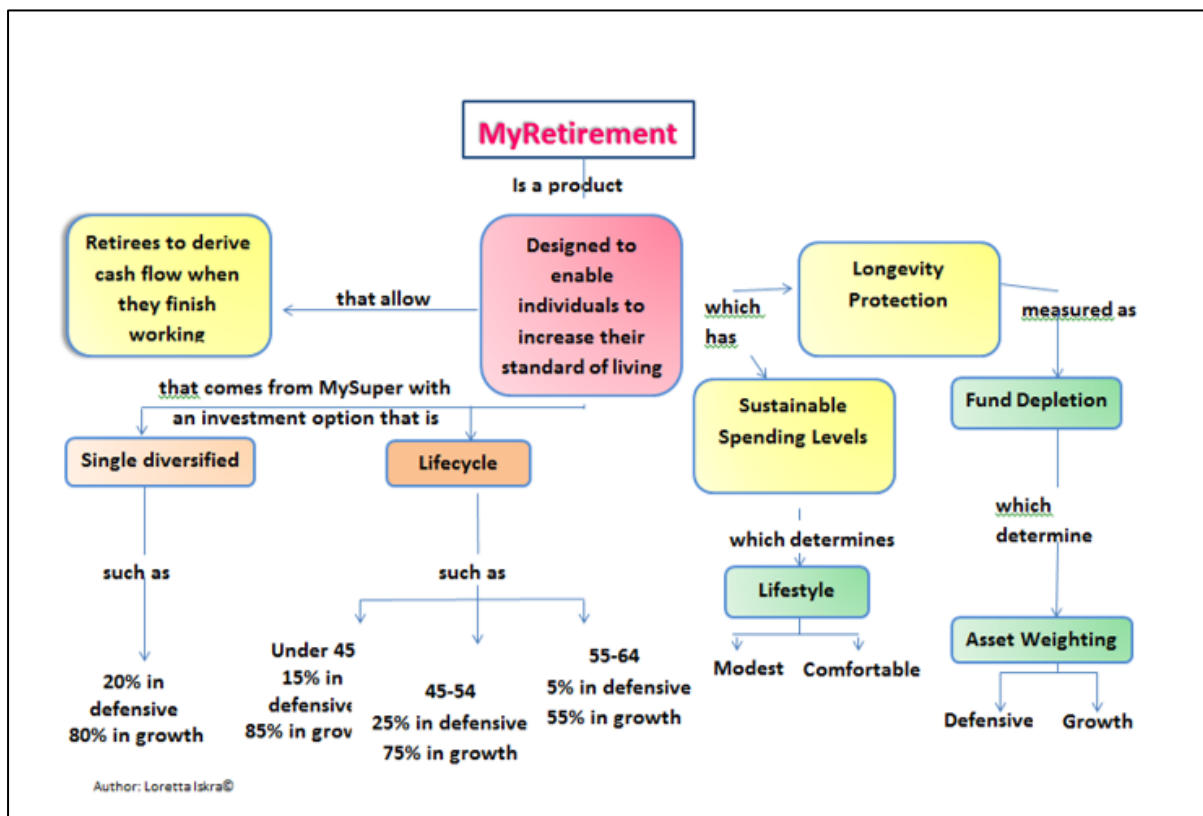 MyRetirement
Is a product
Retirees to derive
cash flow when
they finish
working
that allow
Designed to
enable
individuals to
increase their
standard of living
which
has
Longevity
Protection
measured as
that comes from MySuper with
an investment option that is
Sustainable
Spending Levels
Fund Depletion
Single diversified
Lifecycle
which
determine
which determines
such as
such as
Lifestyle
Asset Weighting
Modest
Comfortable
Defensive
Growth
20% in
defensive
80% in growth
Under 45
15% in
defensive
85% in grov
45-54
25% in defensive
75% in growth
55-64
5% in defensive
55% in growth
Author: Loretta Iskra©